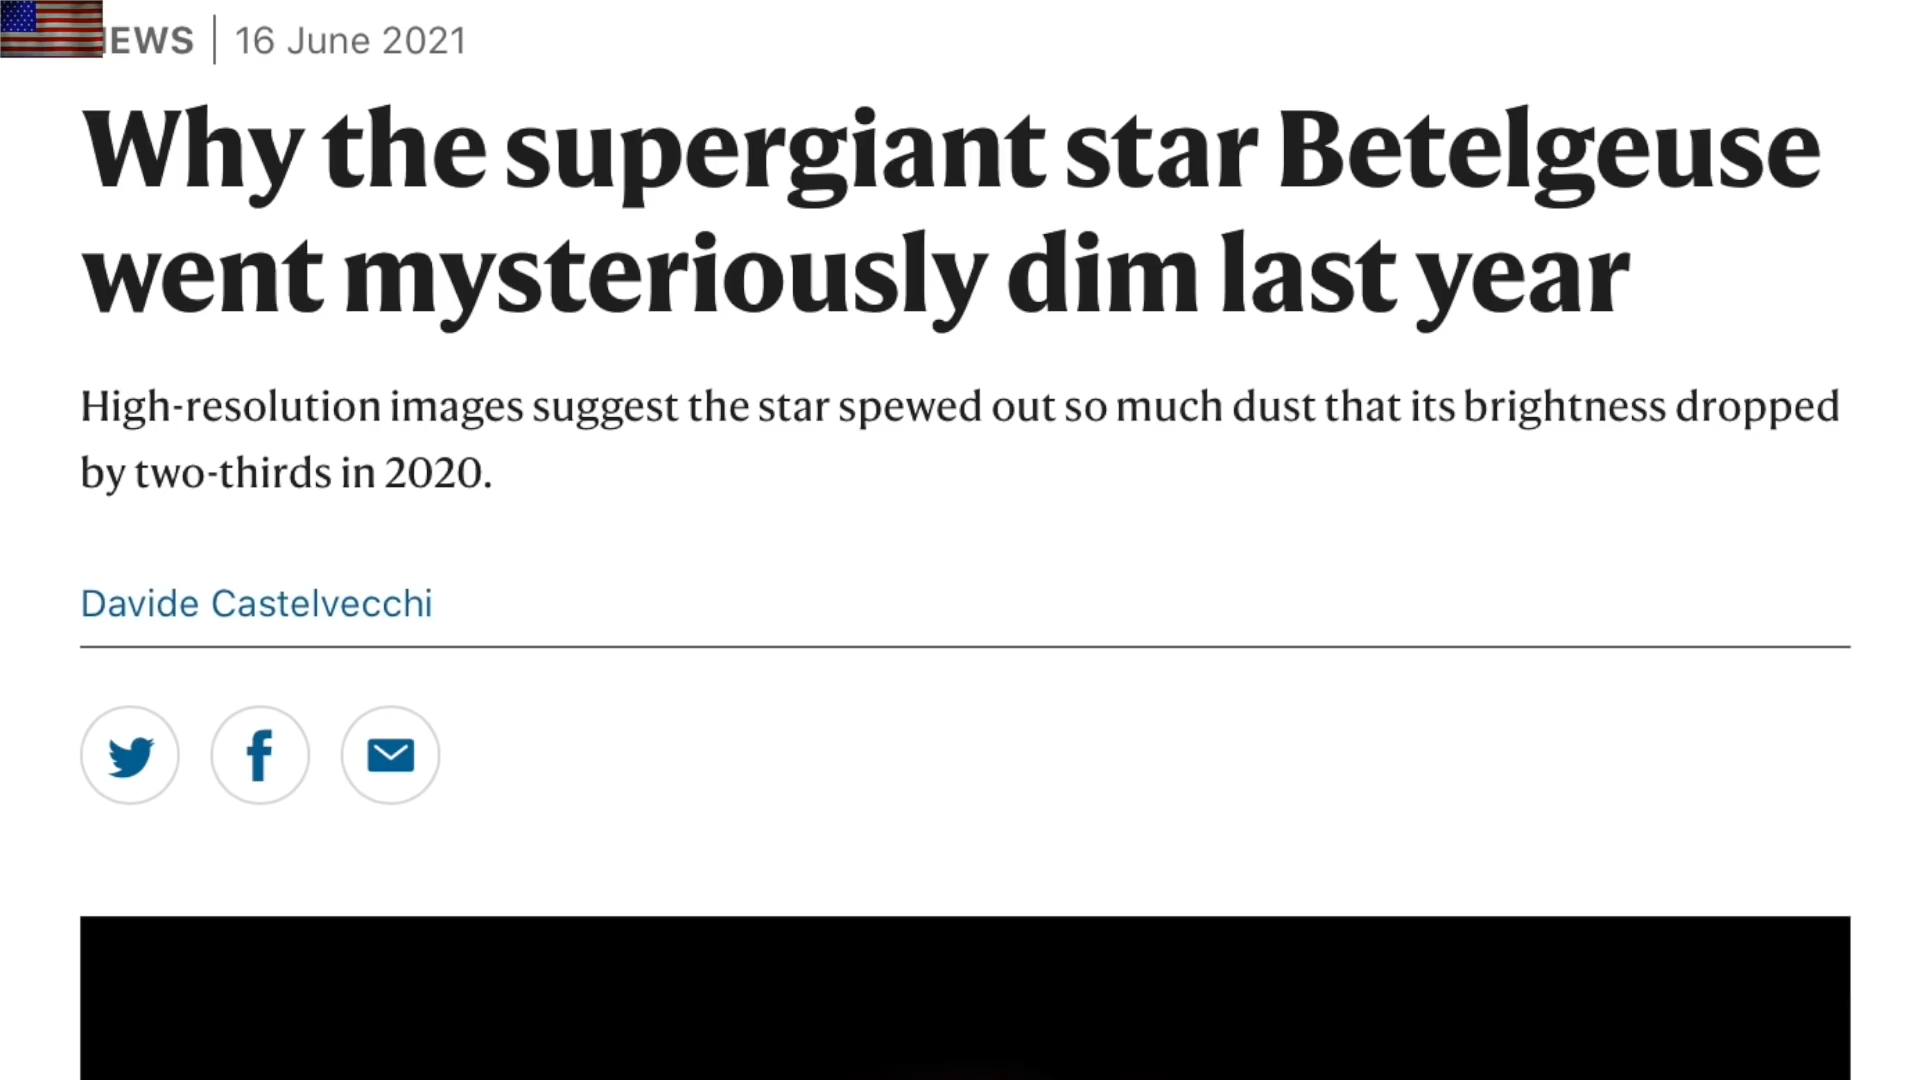 EWS | 16 June 2021
Why the supergiant star Betelgeuse
went mysteriously dim last year
High-resolution images suggest the star spewed out so much dust that its brightness dropped
by two-thirds in 2020.
Davide Castelvecchi